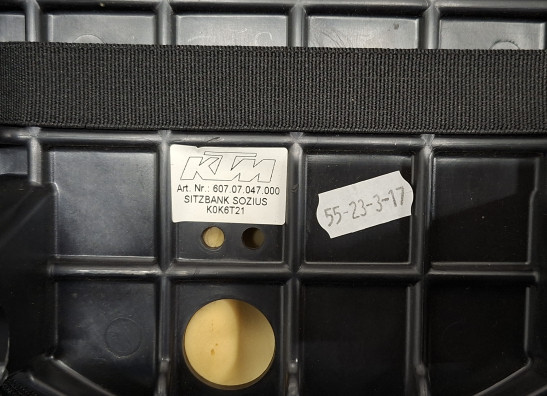 KTM
Art. Nr.: 607.07.047.000
SITZBANK SOZIUS
K0K6T21
55-23-3-17